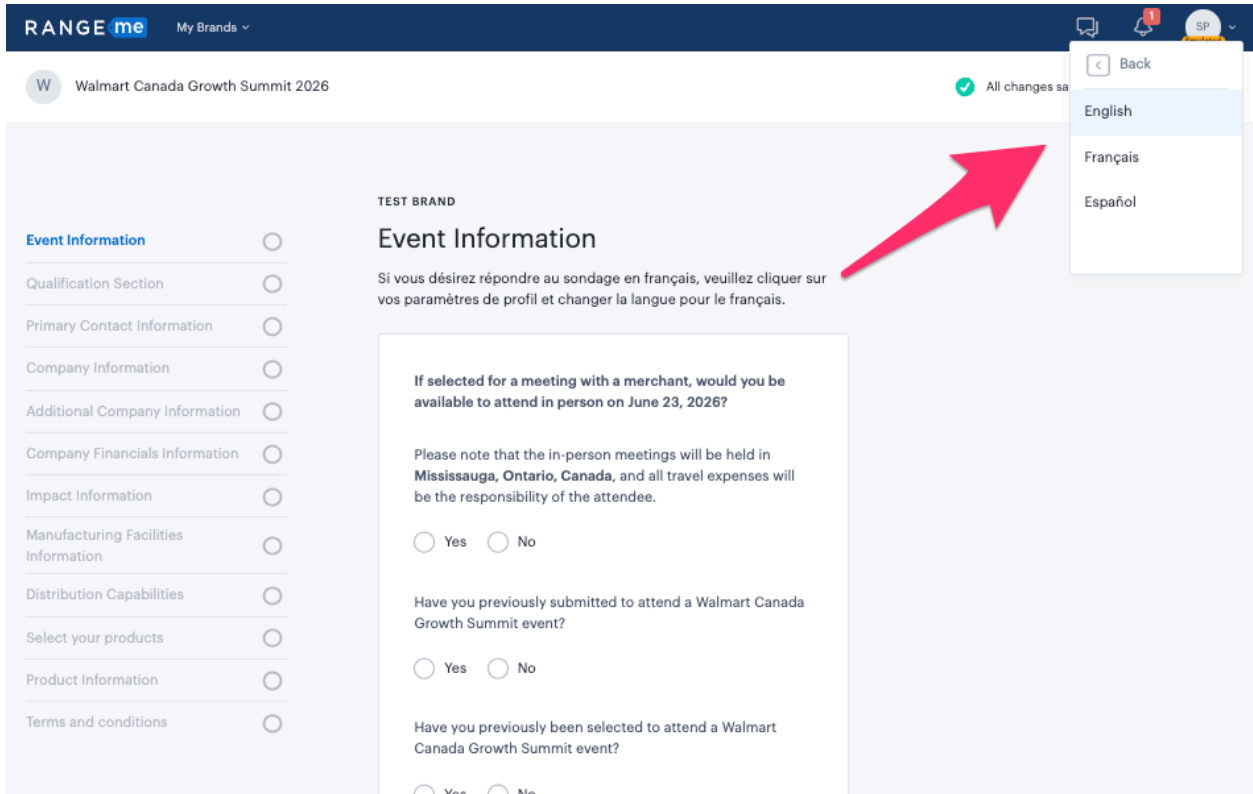 RANGE me
My Brands
1
SP
W
Walmart Canada Growth Summit 2026
All changes sa
Back
English
Français
Español
Event Information
Qualification Section
Primary Contact Information
Company Information
Additional Company Information
Company Financials Information
Impact Information
Manufacturing Facilities
Information
Distribution Capabilities
Select your products
Product Information
Terms and conditions
TEST BRAND
Event Information
Si vous désirez répondre au sondage en français, veuillez cliquer sur
vos paramètres de profil et changer la langue pour le français.
If selected for a meeting with a merchant, would you be
available to attend in person on June 23, 2026?
Please note that the in-person meetings will be held in
Mississauga, Ontario, Canada, and all travel expenses will
be the responsibility of the attendee.
Yes No
Have you previously submitted to attend a Walmart Canada
Growth Summit event?
Yes No
Have you previously been selected to attend a Walmart
Canada Growth Summit event?
Yes No